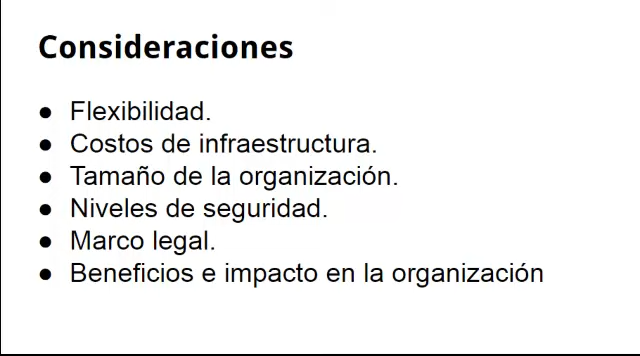 Consideraciones
● Flexibilidad.
● Costos de infraestructura.
● Tamaño de la organización.
● Niveles de seguridad.
● Marco legal.
● Beneficios e impacto en la organización